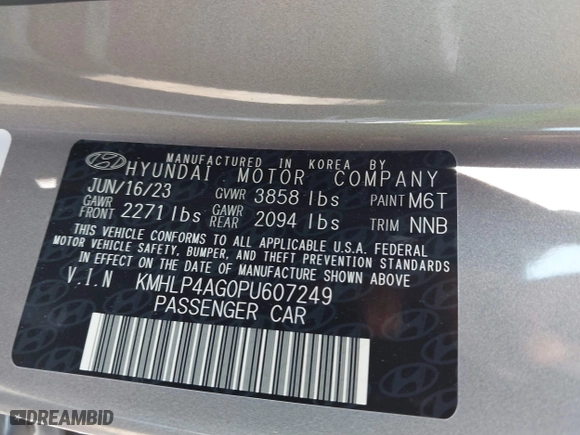 MANUFACTURED IN KOREA BY
HYUNDAI MOTOR COMPANY
JUN/16/23 GVWR 3858 lbs PAINT M6T
GAWR FRONT 2271 lbs GAWR REAR 2094 lbs TRIM NNB
THIS VEHICLE CONFORMS TO ALL APPLICABLE U.S.A. FEDERAL
MOTOR VEHICLE SAFETY, BUMPER, AND THEFT PREVENTION STANDARDS
IN EFFECT ON THE DATE OF MANUFACTURE SHOWN ABOVE
V.I.N KMHLP4AG0PU607249
PASSENGER CAR
DREAMBID